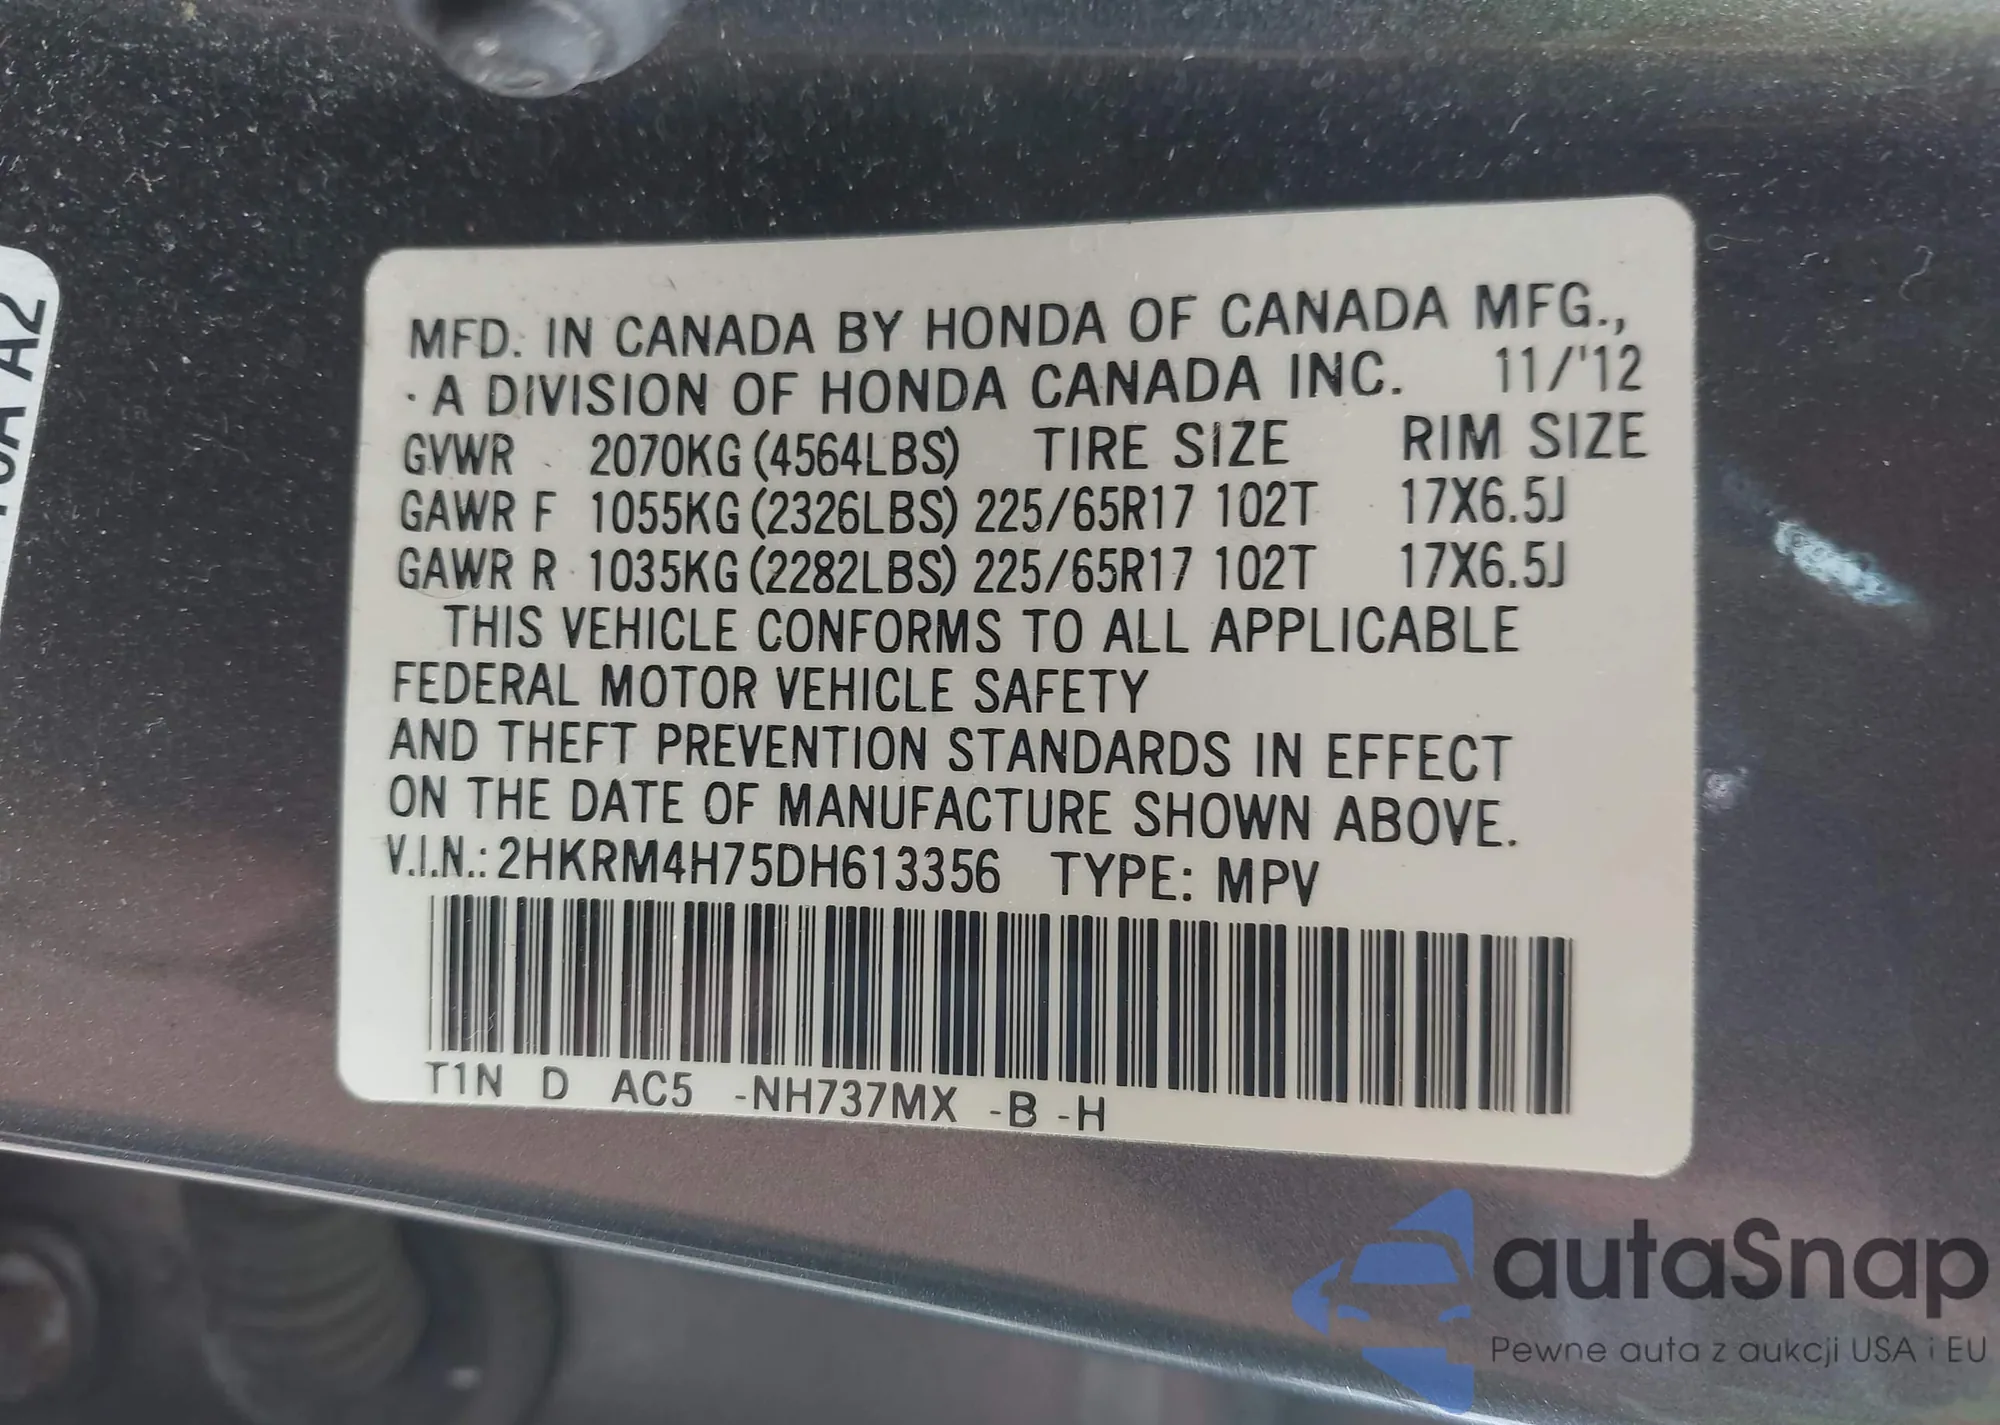 MFD. IN CANADA BY HONDA OF CANADA MFG.,
A DIVISION OF HONDA CANADA INC. 11/'12
GVWR 2070KG (4564LBS) TIRE SIZE RIM SIZE
GAWR F 1055KG (2326LBS) 225/65R17 102T 17X6.5J
GAWR R 1035KG (2282LBS) 225/65R17 102T 17X6.5J
THIS VEHICLE CONFORMS TO ALL APPLICABLE
FEDERAL MOTOR VEHICLE SAFETY
AND THEFT PREVENTION STANDARDS IN EFFECT
ON THE DATE OF MANUFACTURE SHOWN ABOVE.
V.I.N.: 2HKRM4H75DH613356 TYPE: MPV
T1N D AC5 -NH737MX -B -H
A2
autaSnap
Pewne auta z aukcji USA i EU